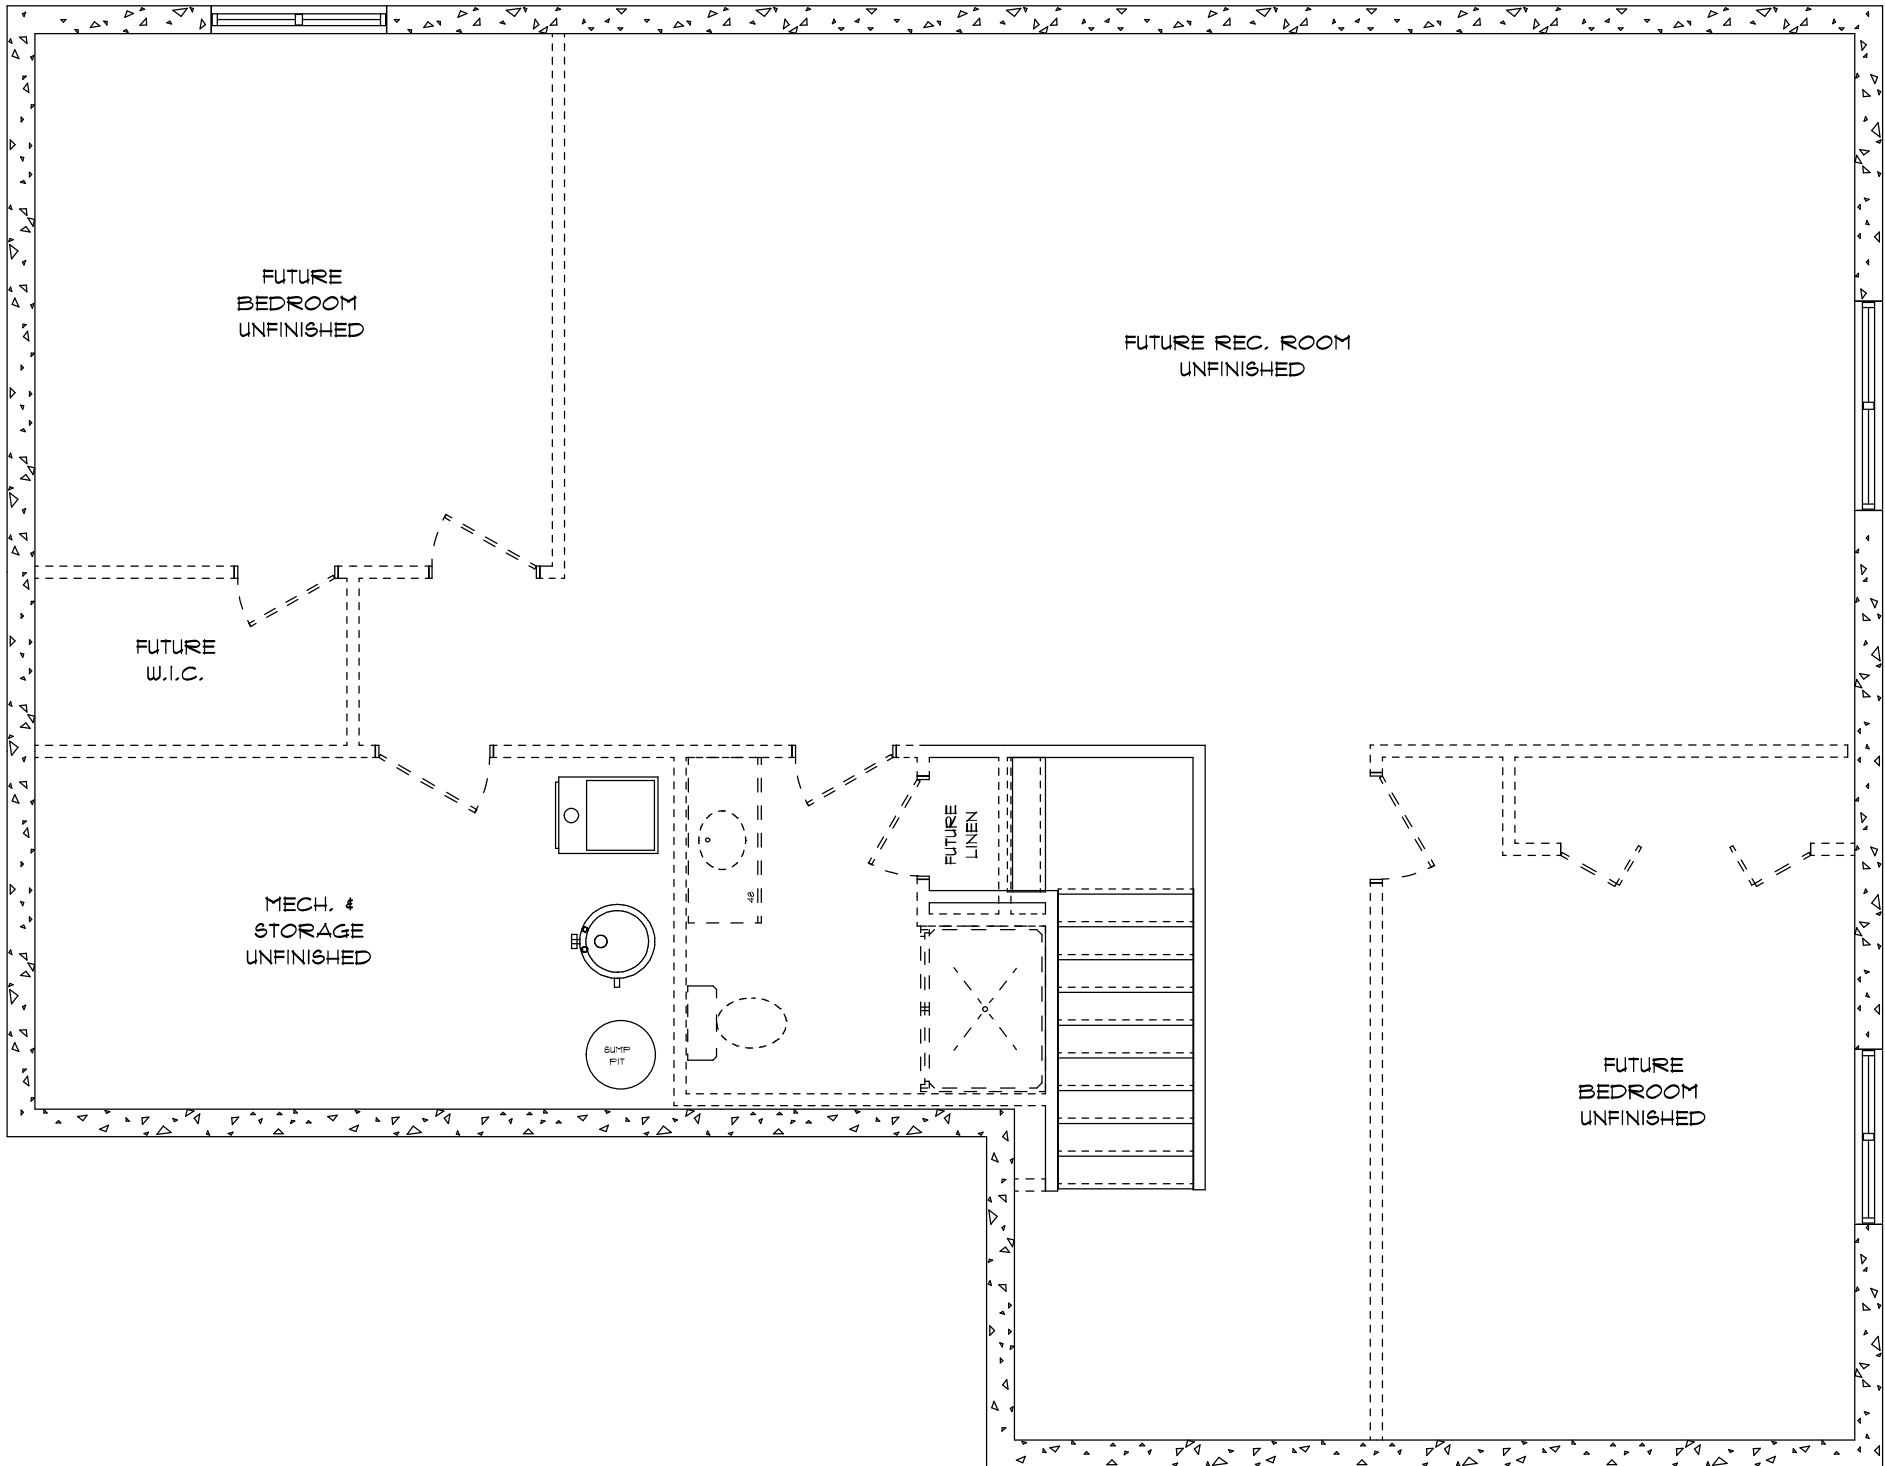 FUTURE
BEDROOM
UNFINISHED
FUTURE REC. ROOM
UNFINISHED
FUTURE
W.I.C.
FUTURE
LINEN
48
MECH. &
STORAGE
UNFINISHED
SUMP
PIT
FUTURE
BEDROOM
UNFINISHED